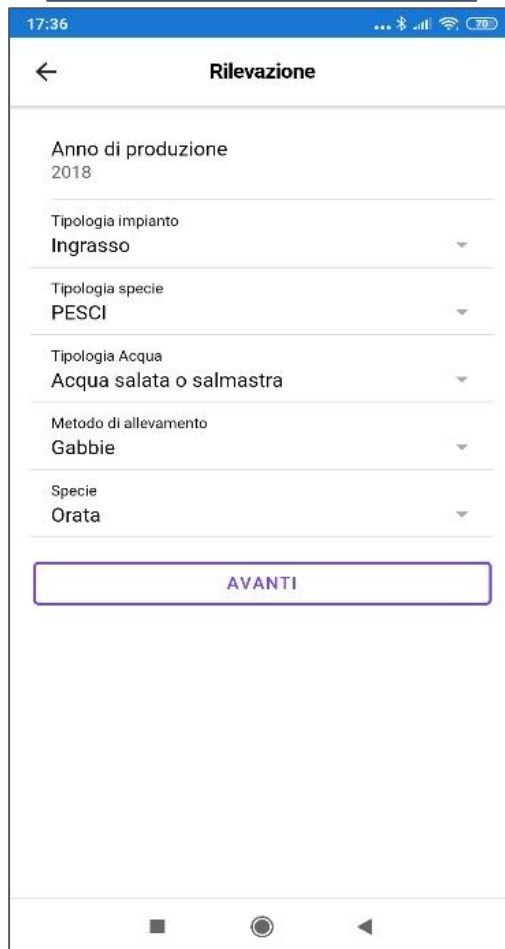 17:36 70
Rilevazione
Anno di produzione
2018
Tipologia impianto
Ingrasso
Tipologia specie
PESCI
Tipologia Acqua
Acqua salata o salmastra
Metodo di allevamento
Gabbie
Specie
Orata
AVANTI